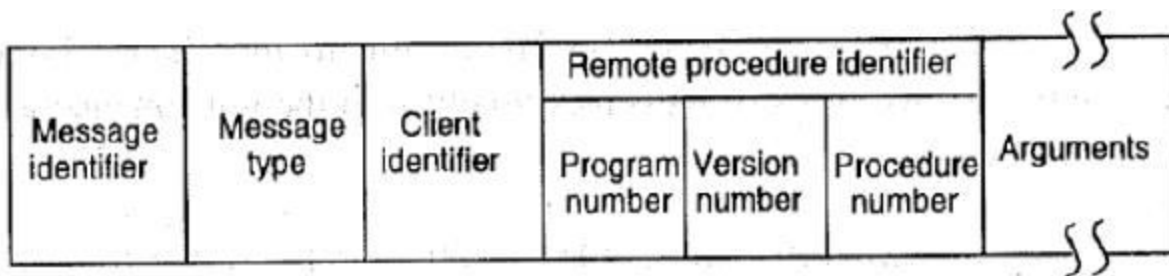 Message
identifier
Message
type
Client
identifier
Remote procedure identifier
Program
number
Version
number
Procedure
number
Arguments